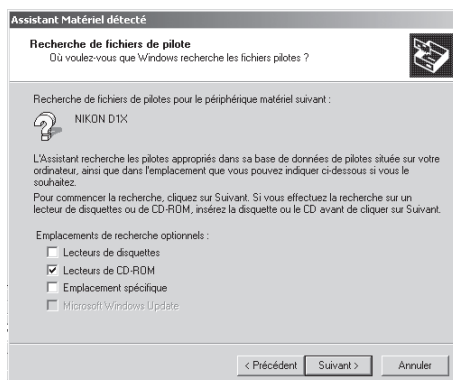 Assistant Matériel détecté
Recherche de fichiers de pilote
Où voulez-vous que Windows recherche les fichiers pilotes ?
Recherche de fichiers de pilotes pour le périphérique matériel suivant :
NIKON D1X
L'Assistant recherche les pilotes appropriés dans sa base de données de pilotes située sur votre
ordinateur, ainsi que dans l'emplacement que vous pouvez indiquer ci-dessous si vous le
souhaitez.
Pour commencer la recherche, cliquez sur Suivant. Si vous effectuez la recherche sur un
lecteur de disquettes ou de CD-ROM, insérez la disquette ou le CD avant de cliquer sur Suivant.
Emplacements de recherche optionnels :
Lecteurs de disquettes
Lecteurs de CD-ROM
Emplacement spécifique
Microsoft Windows Update
< Précédent Suivant > Annuler